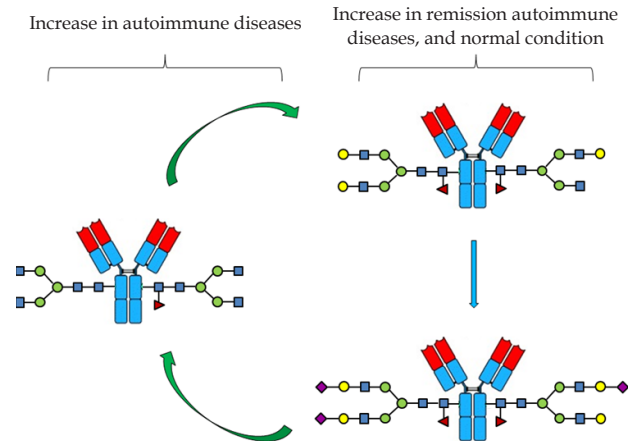 Increase in autoimmune diseases
Increase in remission autoimmune
diseases, and normal condition